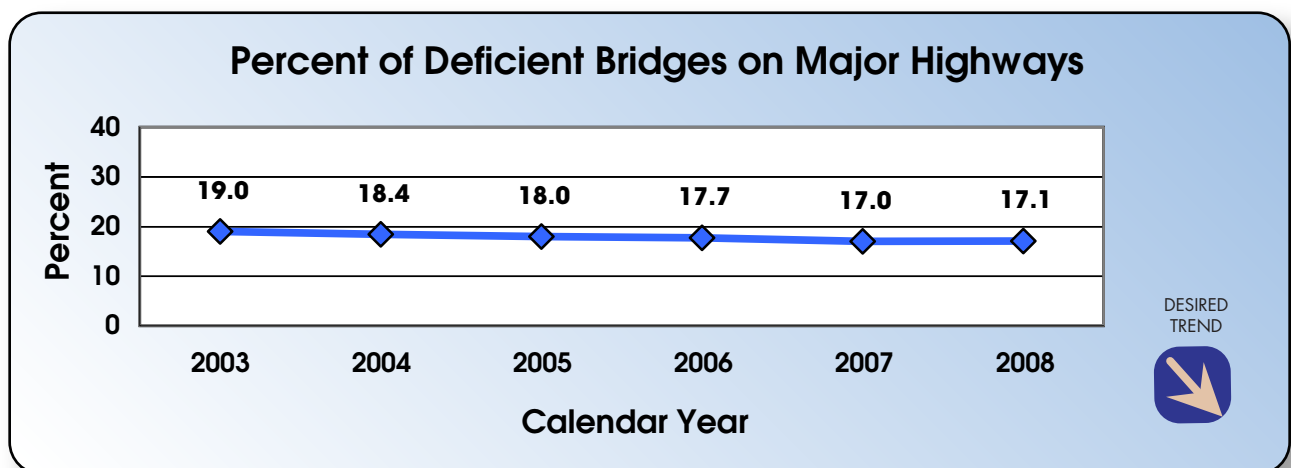 Percent of Deficient Bridges on Major Highways
Percent
40
30
20
10
0
19.0 18.4 18.0 17.7 17.0 17.1
2003 2004 2005 2006 2007 2008
Calendar Year
DESIRED
TREND